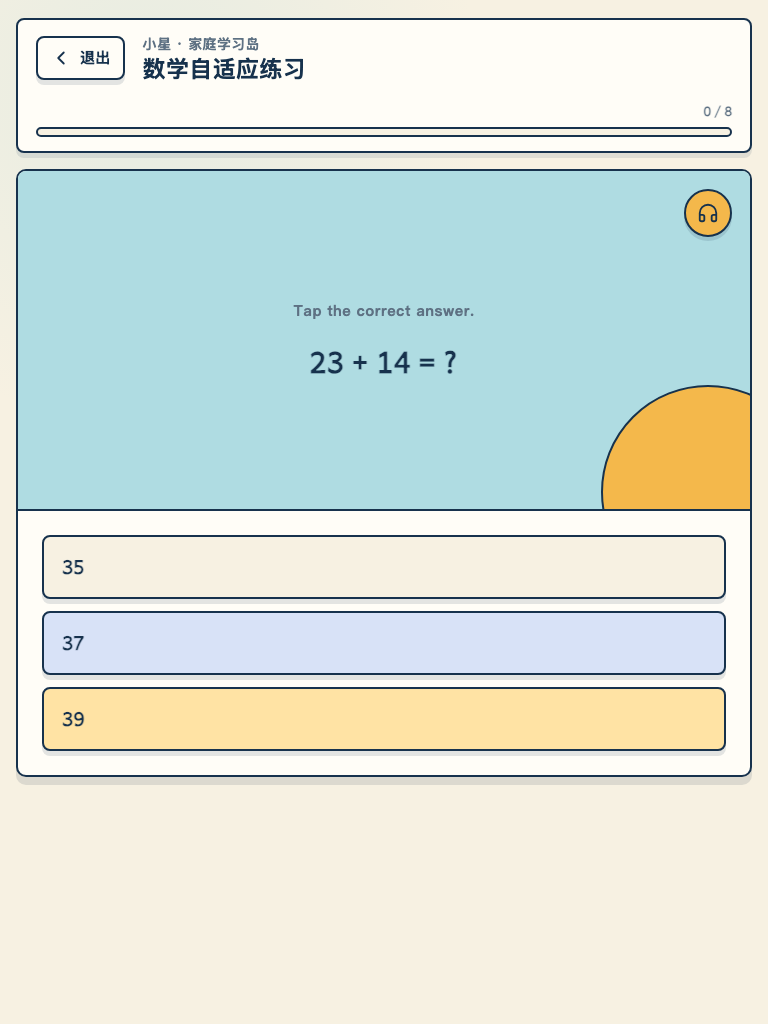 退出
小星 · 家庭学习岛
数学自适应练习
0 / 8
Tap the correct answer.
23 + 14 = ?
35
37
39